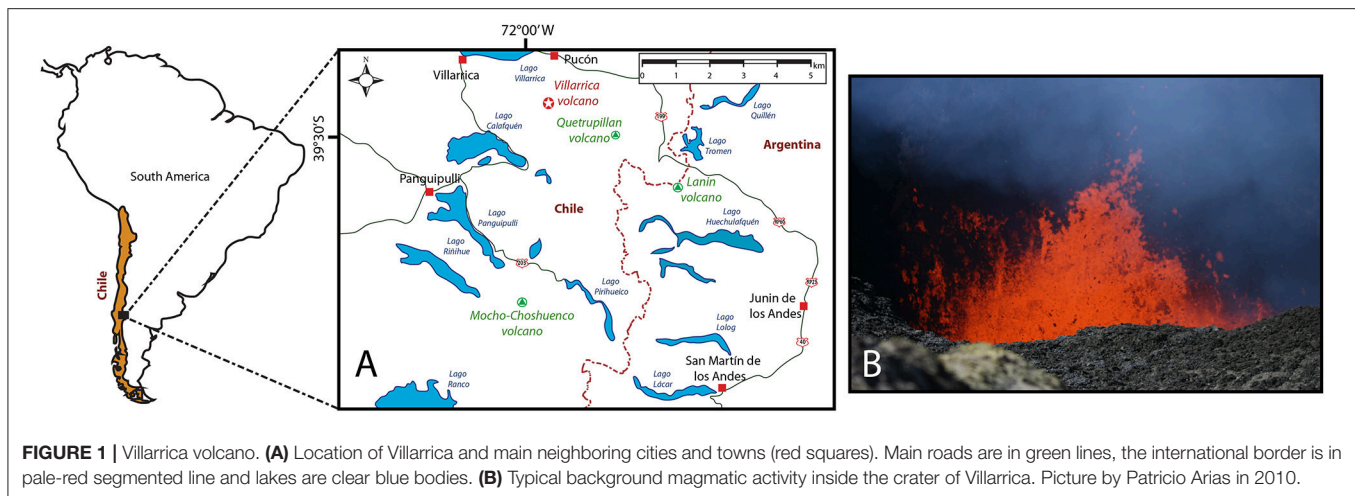 72°00' W
39°30'S
South America
Chile
N
Villarrica
Lago
Villarrica
Pucón
0 1 2 3 4 5
km
Villarrica
volcano
Lago
Quillén
Lago
Calafquén
Quetrupillan
volcano
199
Lago
Tromen
Argentina
Panguipulli
Lanin
volcano
Chile
Lago
Panguipulli
Lago
Huechulafquén
RP60
Lago
Riñihue
203
Lago
Pirihueico
RP23
Mocho-Choshuenco
volcano
Junin de
los Andes
Lago
Lolog
40
San Martín de
los Andes
Lago
Ranco
Lago
Lácar
A
B
FIGURE 1 | Villarrica volcano. (A) Location of Villarrica and main neighboring cities and towns (red squares). Main roads are in green lines, the international border is in
pale-red segmented line and lakes are clear blue bodies. (B) Typical background magmatic activity inside the crater of Villarrica. Picture by Patricio Arias in 2010.